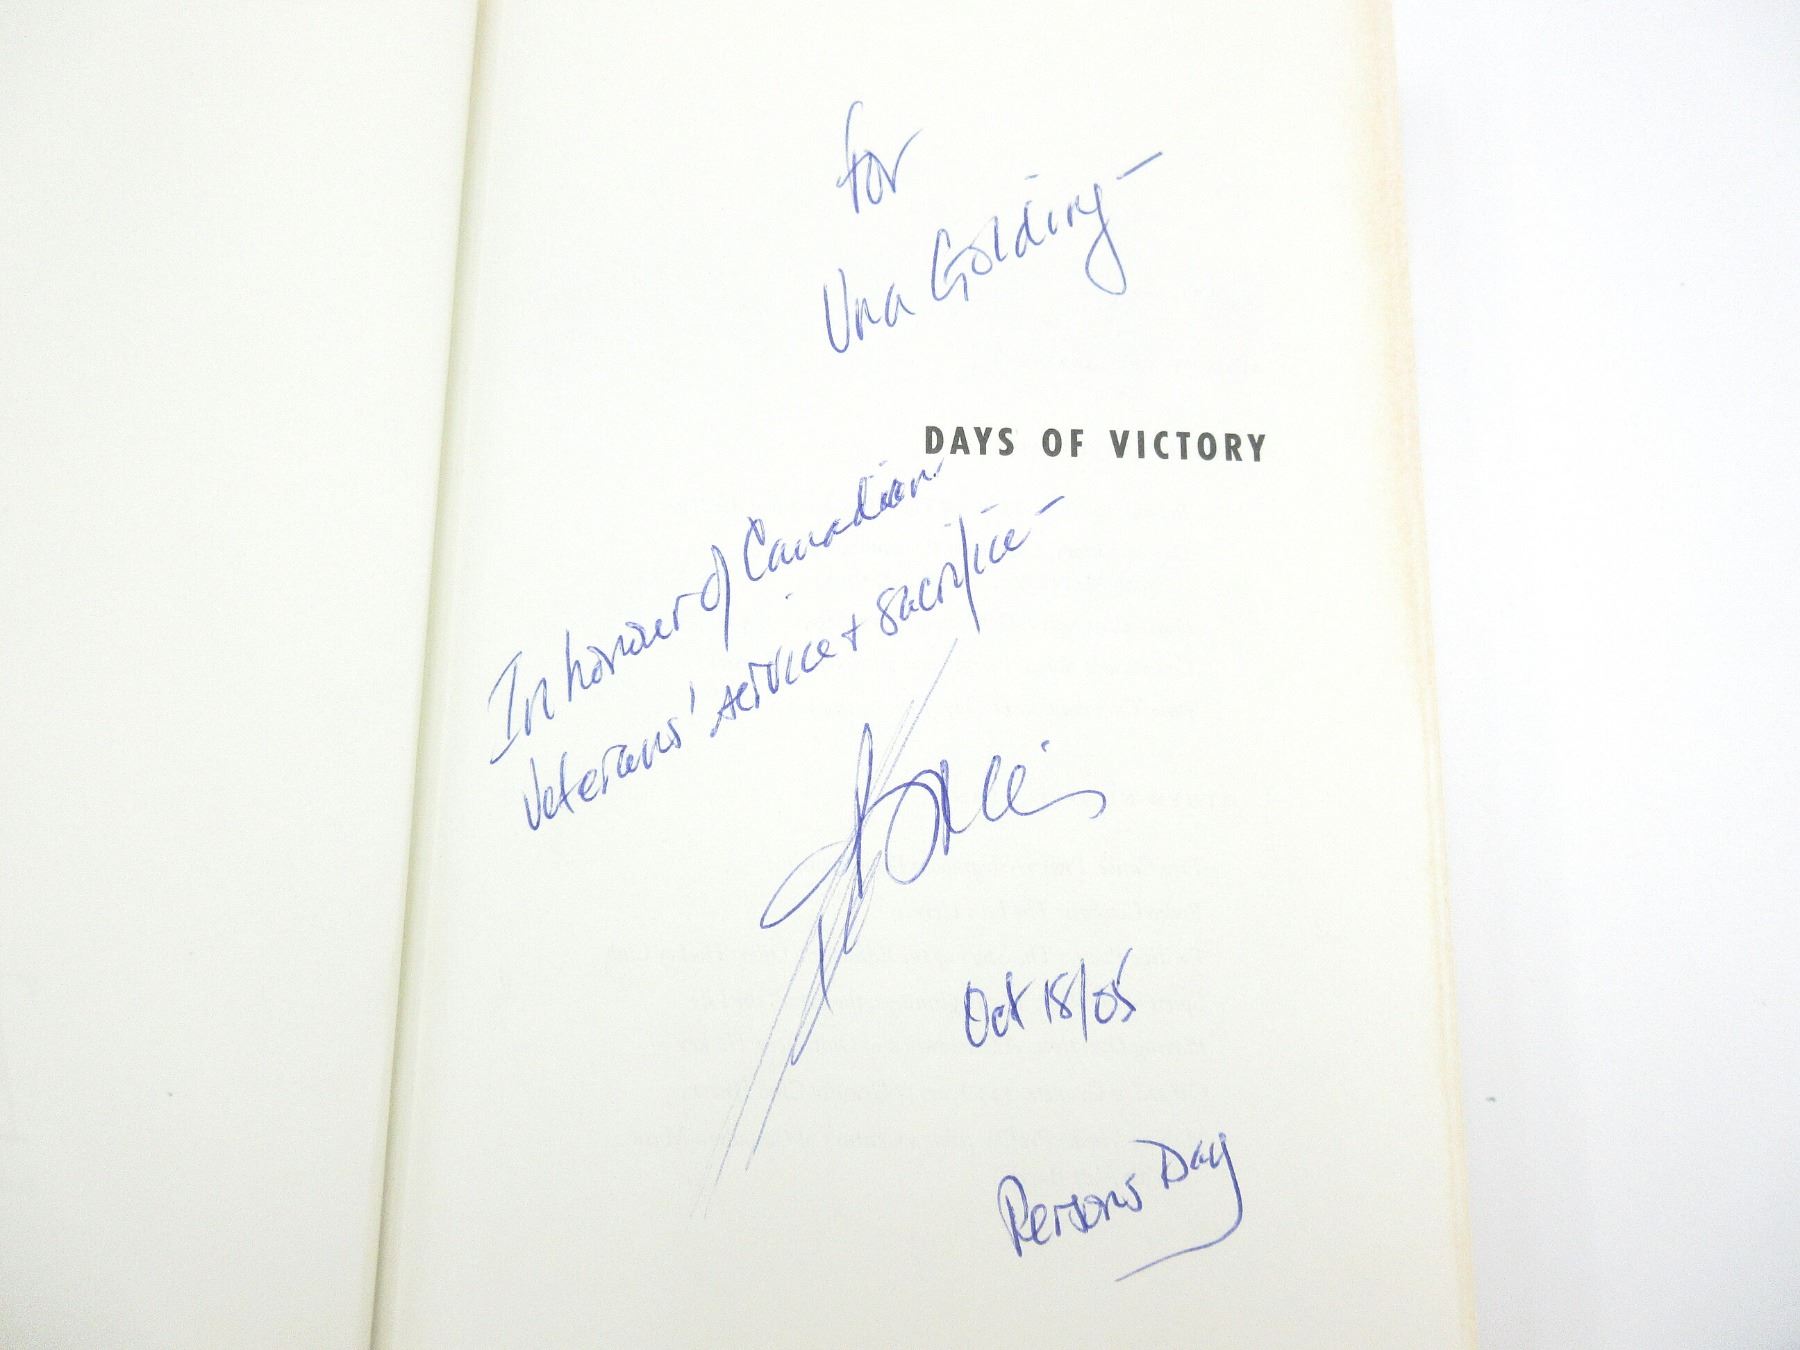 for
Una Golding –
DAYS OF VICTORY
In honour of Canadian
Veterans' service + sacrifice –
Oct 18/05
Persons Day